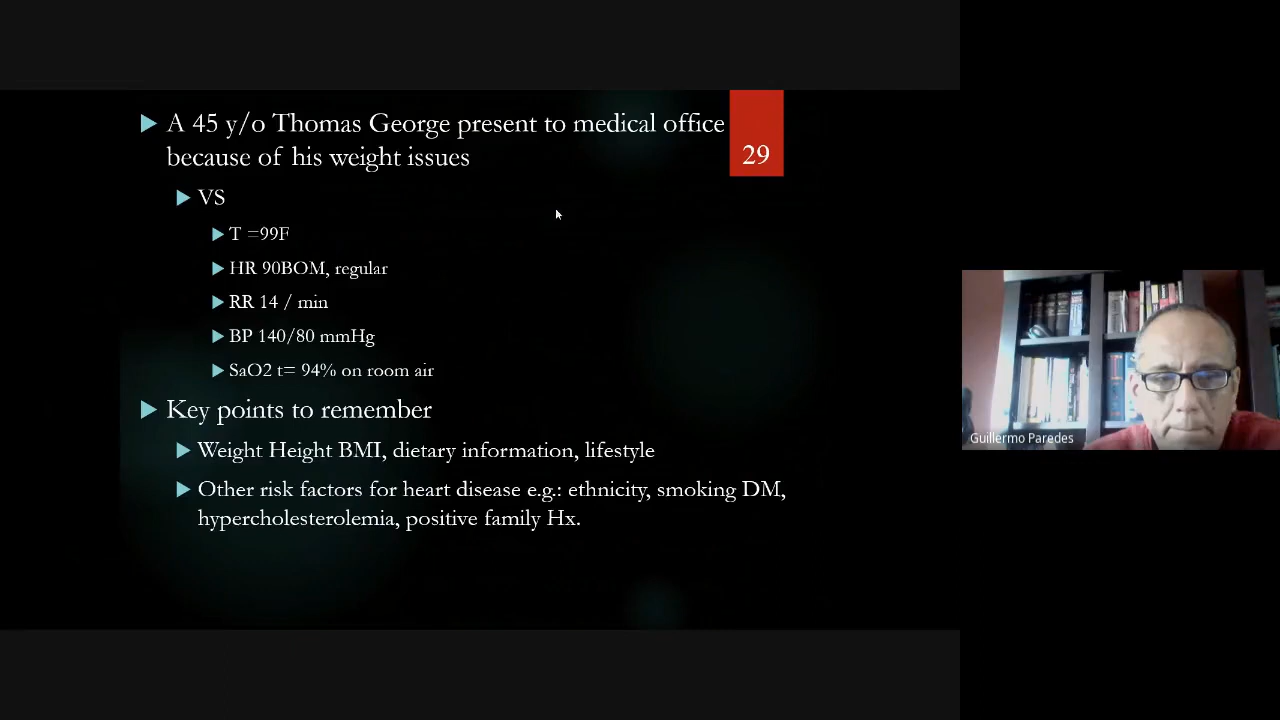 A 45 y/o Thomas George present to medical office
because of his weight issues
29
VS
T =99F
HR 90BOM, regular
RR 14 / min
BP 140/80 mmHg
SaO2 t= 94% on room air
Key points to remember
Weight Height BMI, dietary information, lifestyle
Other risk factors for heart disease e.g.: ethnicity, smoking DM,
hypercholesterolemia, positive family Hx.
Guillermo Paredes